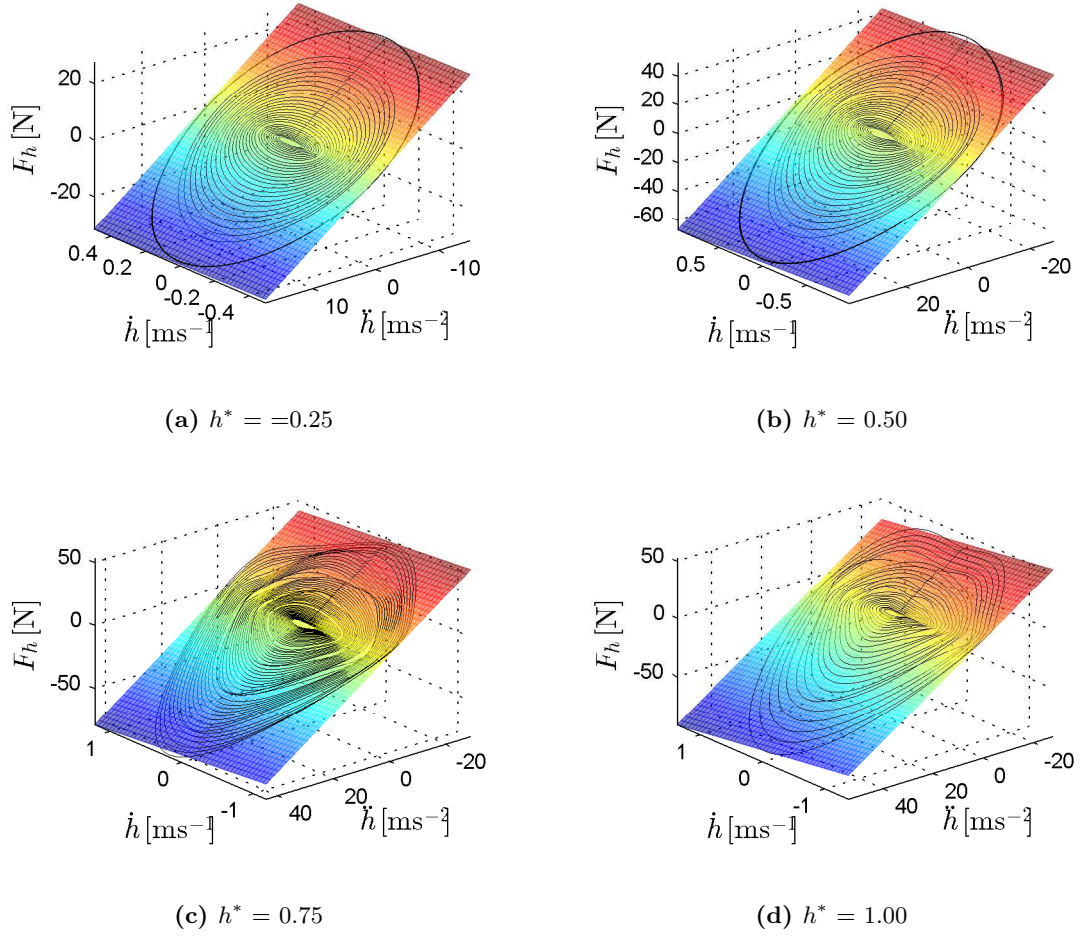 F_h [N]
20
0
-20
0.4
0.2
0
-0.2
-0.4
ḣ [ms⁻¹]
10
0
-10
ḧ [ms⁻²]
(a) h* = =0.25
F_h [N]
40
20
0
-20
-40
-60
0.5
0
-0.5
ḣ [ms⁻¹]
20
0
-20
ḧ [ms⁻²]
(b) h* = 0.50
F_h [N]
50
0
-50
1
0
-1
ḣ [ms⁻¹]
40
20
0
-20
ḧ [ms⁻²]
(c) h* = 0.75
F_h [N]
50
0
-50
1
0
-1
ḣ [ms⁻¹]
40
20
0
-20
ḧ [ms⁻²]
(d) h* = 1.00